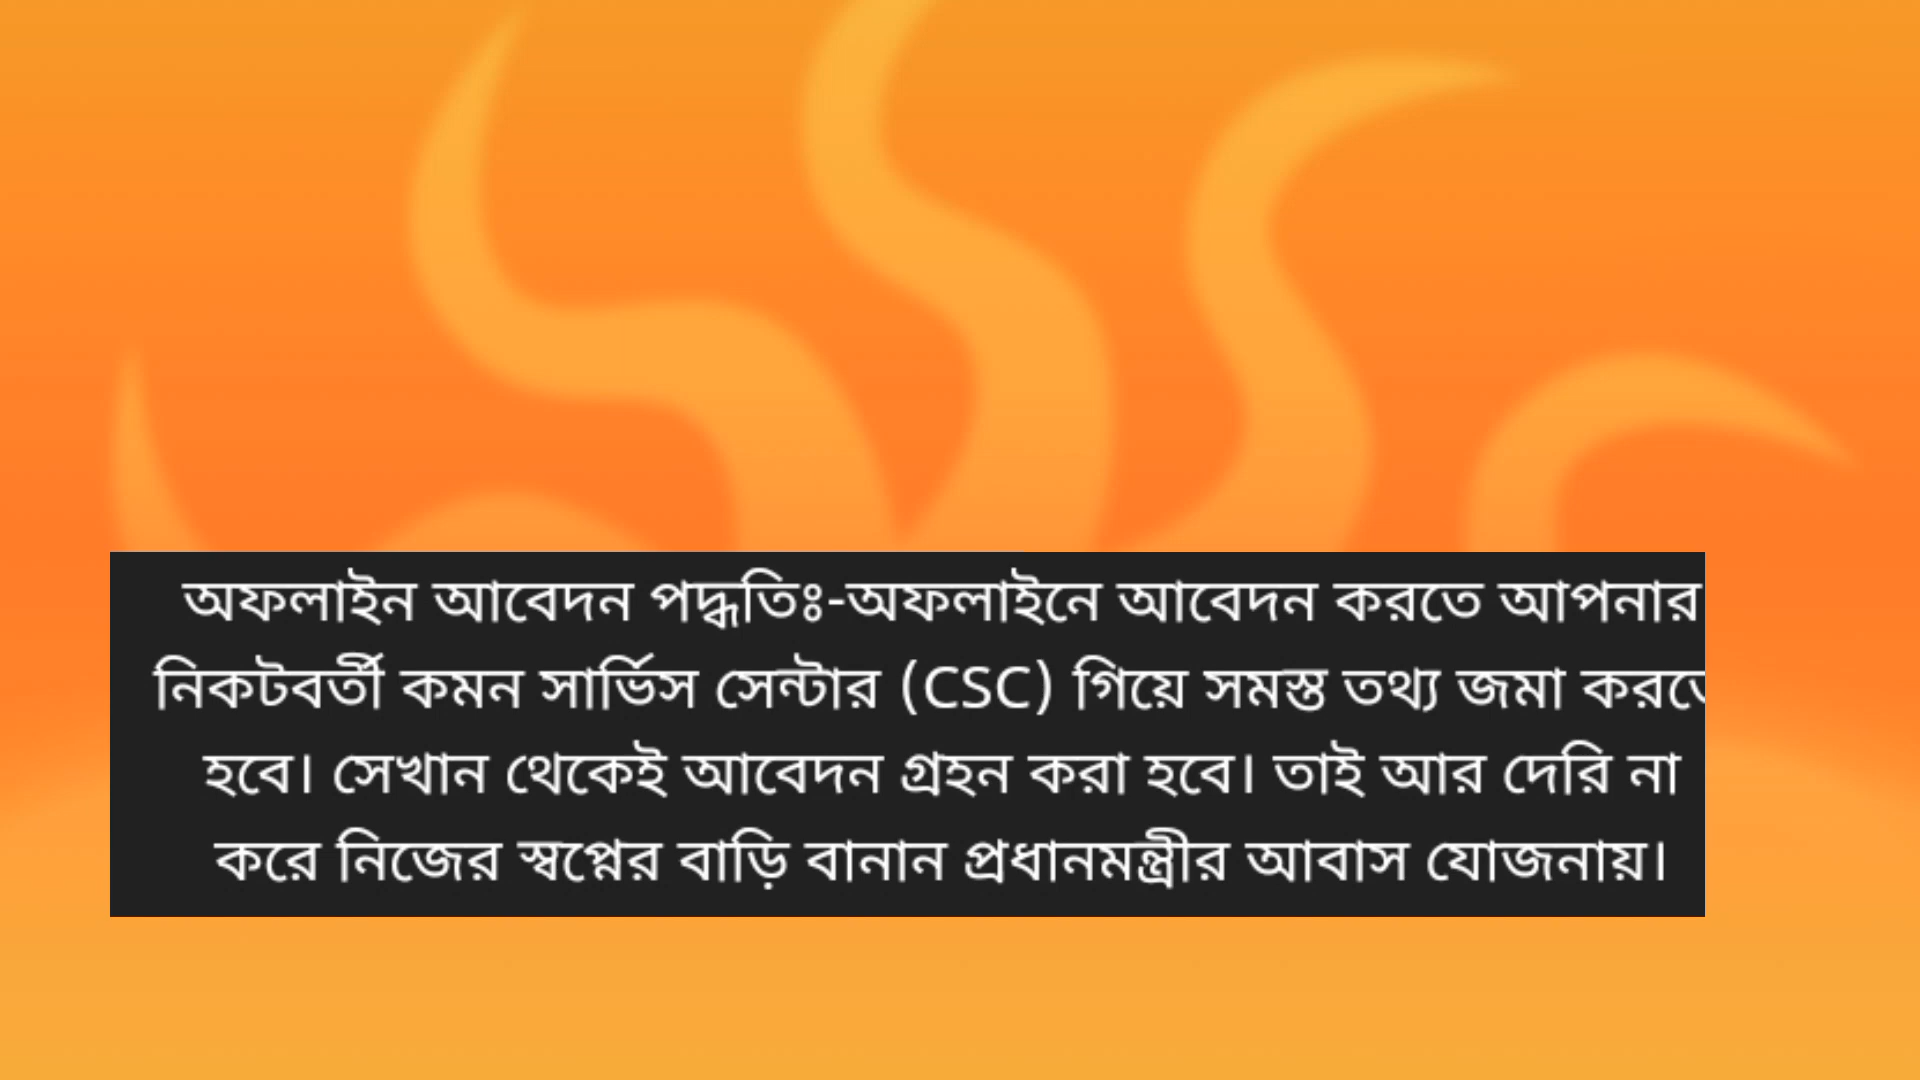 অফলাইন আবেদন পদ্ধতিঃ-অফলাইনে আবেদন করতে আপনার
নিকটবর্তী কমন সার্ভিস সেন্টার (CSC) গিয়ে সমস্ত তথ্য জমা করতে
হবে। সেখান থেকেই আবেদন গ্রহন করা হবে। তাই আর দেরি না
করে নিজের স্বপ্নের বাড়ি বানান প্রধানমন্ত্রীর আবাস যোজনায়।